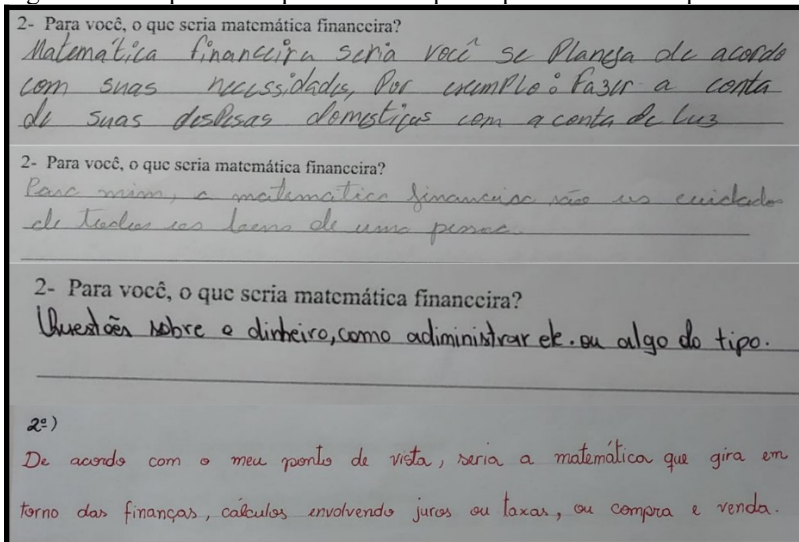 2- Para você, o que seria matemática financeira?
Matemática financeira seria você se Planeja de acordo
com suas necessidades, Por exemplo: fazer a conta
de suas despisas domesticas com a conta de luz
2- Para você, o que seria matemática financeira?
Para mim, a matematica financeira são os cuidados
de todos os bens de uma pessoa.
2- Para você, o que seria matemática financeira?
Questões sobre o dinheiro, como adiministrar ele. ou algo do tipo.
2º)
De acordo com o meu ponto de vista, seria a matemática que gira em
torno das finanças, cálculos envolvendo juros ou taxas, ou compra e venda.